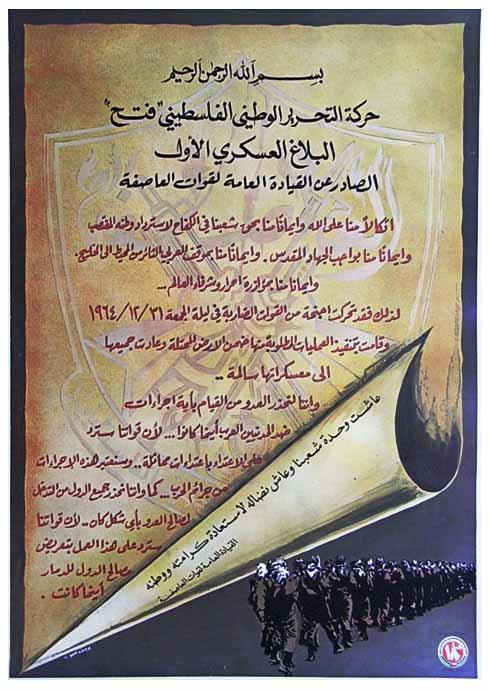 بسم الله الرحمن الرحيم
حركة التحرير الوطني الفلسطيني "فتح"
البلاغ العسكري الأول
الصادر عن القيادة العامة لقوات العاصفة
اتكالاً منا على الله وإيماناً منا بحق شعبنا في الكفاح لاسترداد وطنه المغتصب
وإيماناً منا بواجب الجهاد المقدس . وإيماناً منا بموقف العربي الثائر من المحيط الى الخليج .
وإيماناً منا بمؤازرة احرار وشرفاء العالم ...
لذلك فقد تحركت اجنحة من القوات الضاربة في ليلة الجمعة ١٩٦٤/١٢/٣١
وقامت بتنفيذ العمليات المطلوبة منها ضمن الارض المحتلة وعادت جميعها
الى معسكراتها سالمة ..
واننا لنحذر العدو من القيام بأية اجراءات
ضد المدنيين العرب أينما كانوا ... لأن قواتنا سترد
على الاعتداء باعتداءات مماثلة .. وستعتبر هذه الاجراءات
من جرائم الحرب ... كما واننا نحذر جميع الدول من التدخل
لصالح العدو بأي شكل كان .. لأن قواتنا
سترد على هذا العمل بتعريض
مصالح الدول للدمار
أينما كانت .
عاشت وحدة شعبنا وعاش نضاله لاستعادة كرامته ووطنه
القيادة العامة لقوات العاصفة